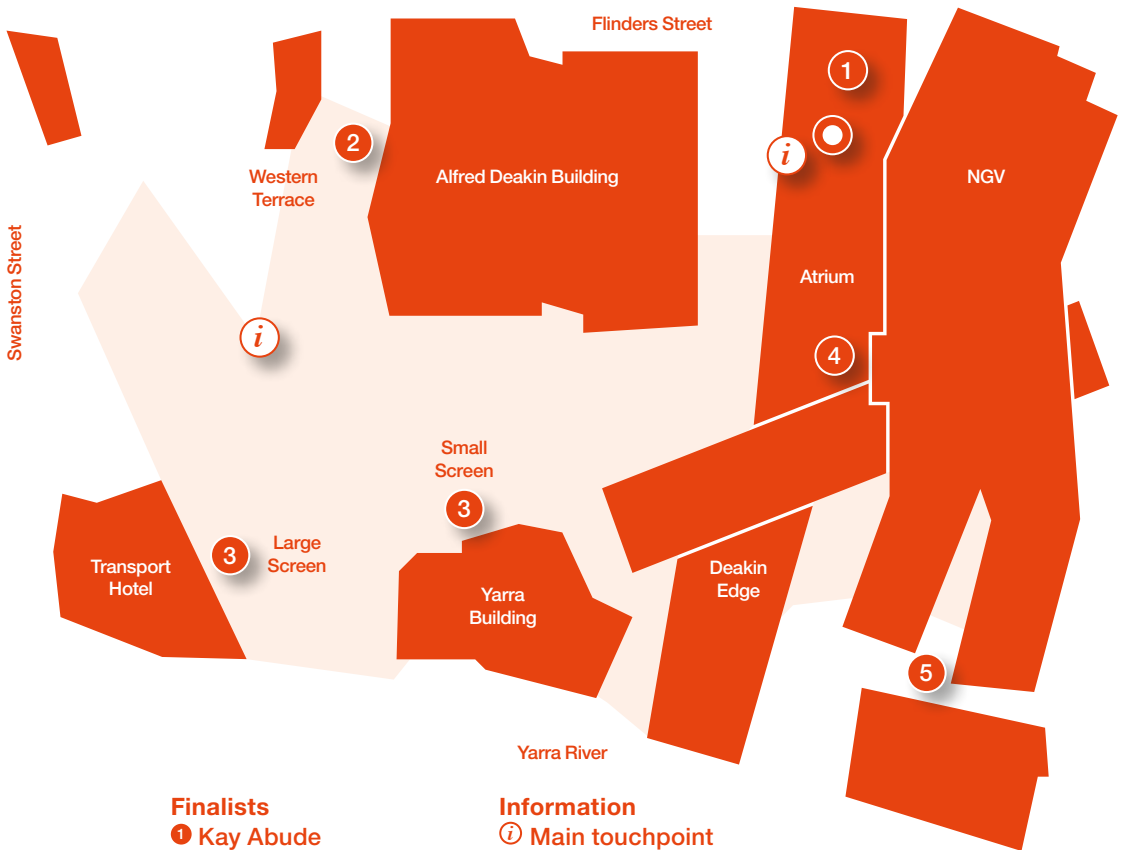 Flinders Street
1
2
i
Western
Terrace
Alfred Deakin Building
NGV
Swanston Street
Atrium
i
4
Small
Screen
3
3
Large
Screen
Transport
Hotel
Deakin
Edge
Yarra
Building
5
Yarra River
Finalists
1 Kay Abude
Information
i Main touchpoint